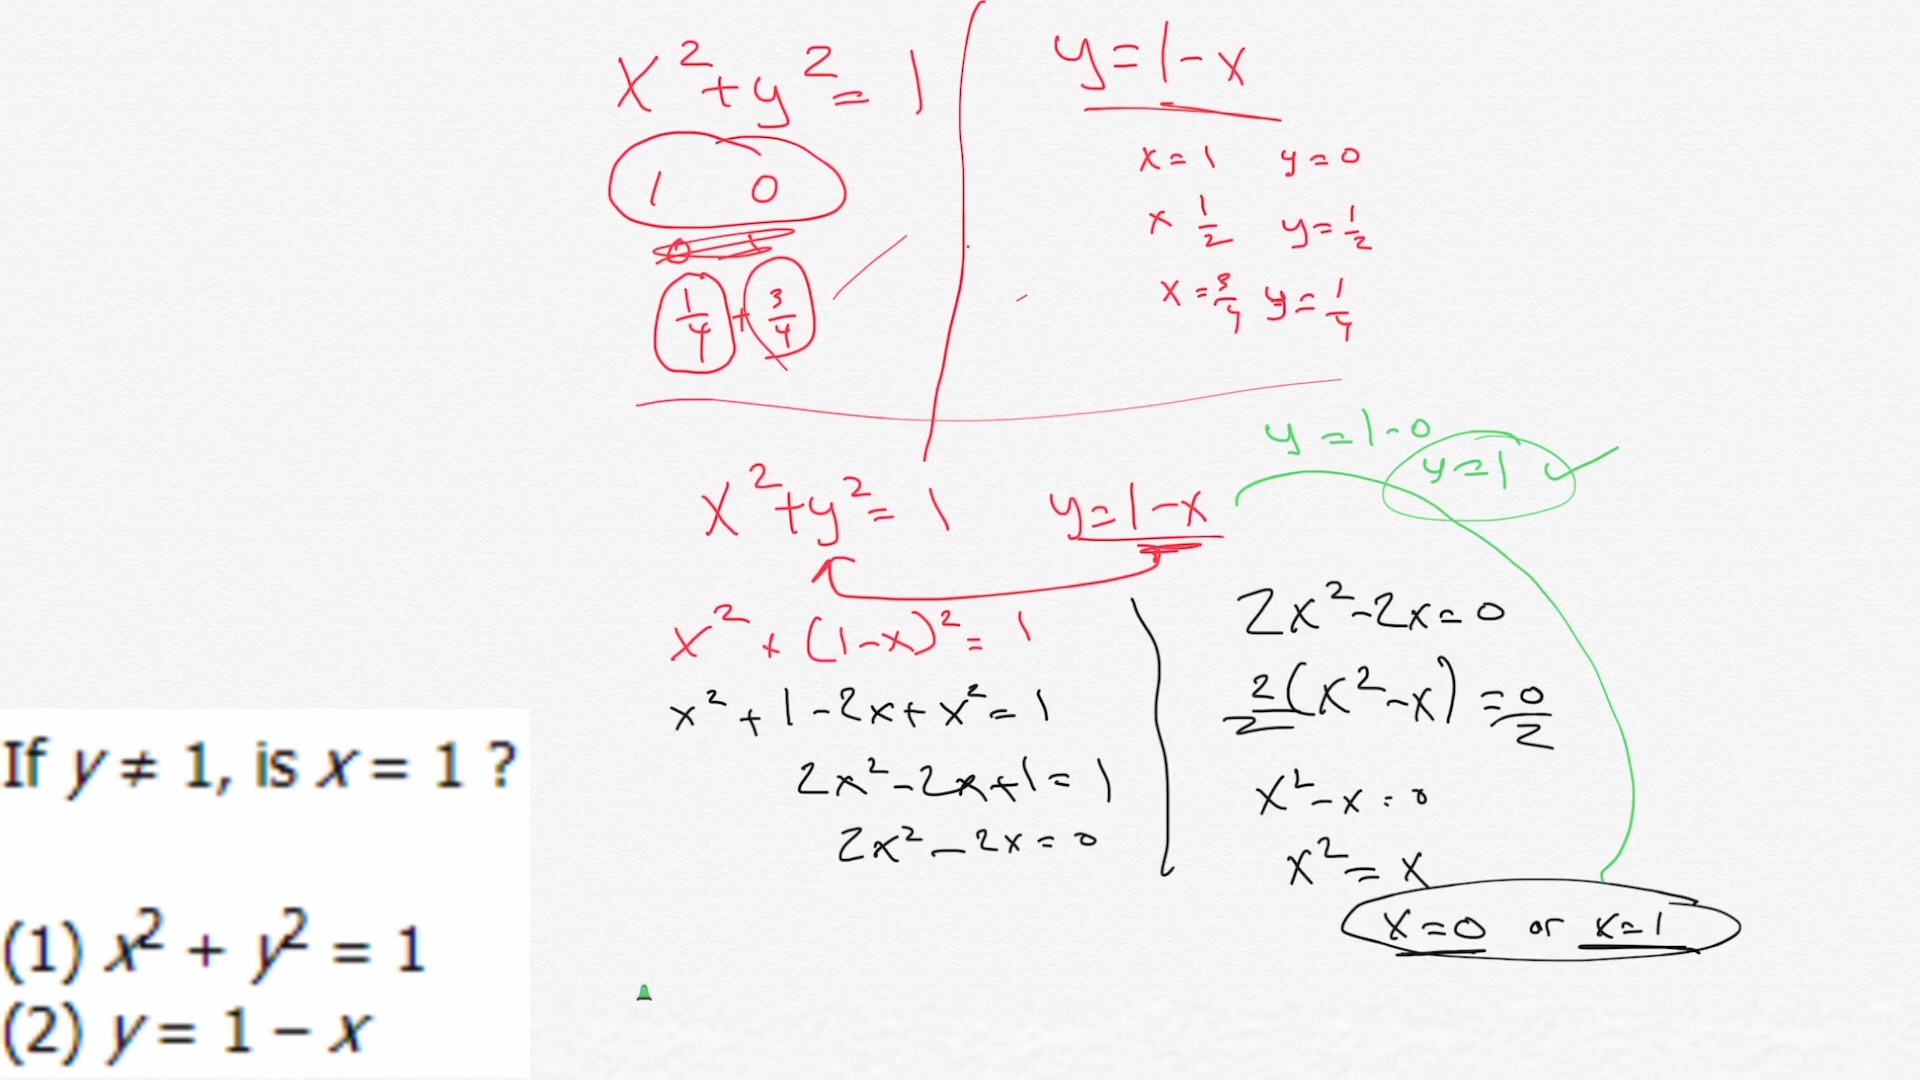 x² + y² = 1
1 0
1/4 + 3/4
y = 1 - x
x = 1 y = 0
x 1/2 y = 1/2
x = 3/4 y = 1/4
y = 1 - 0
y = 1
x² + y² = 1 y = 1 - x
x² + (1-x)² = 1
x² + 1 - 2x + x² = 1
2x² - 2x + 1 = 1
2x² - 2x = 0
2x² - 2x = 0
2(x² - x)/2 = 0/2
x² - x = 0
x² = x
x = 0 or x = 1
If y ≠ 1, is x = 1 ?
(1) x² + y² = 1
(2) y = 1 − x